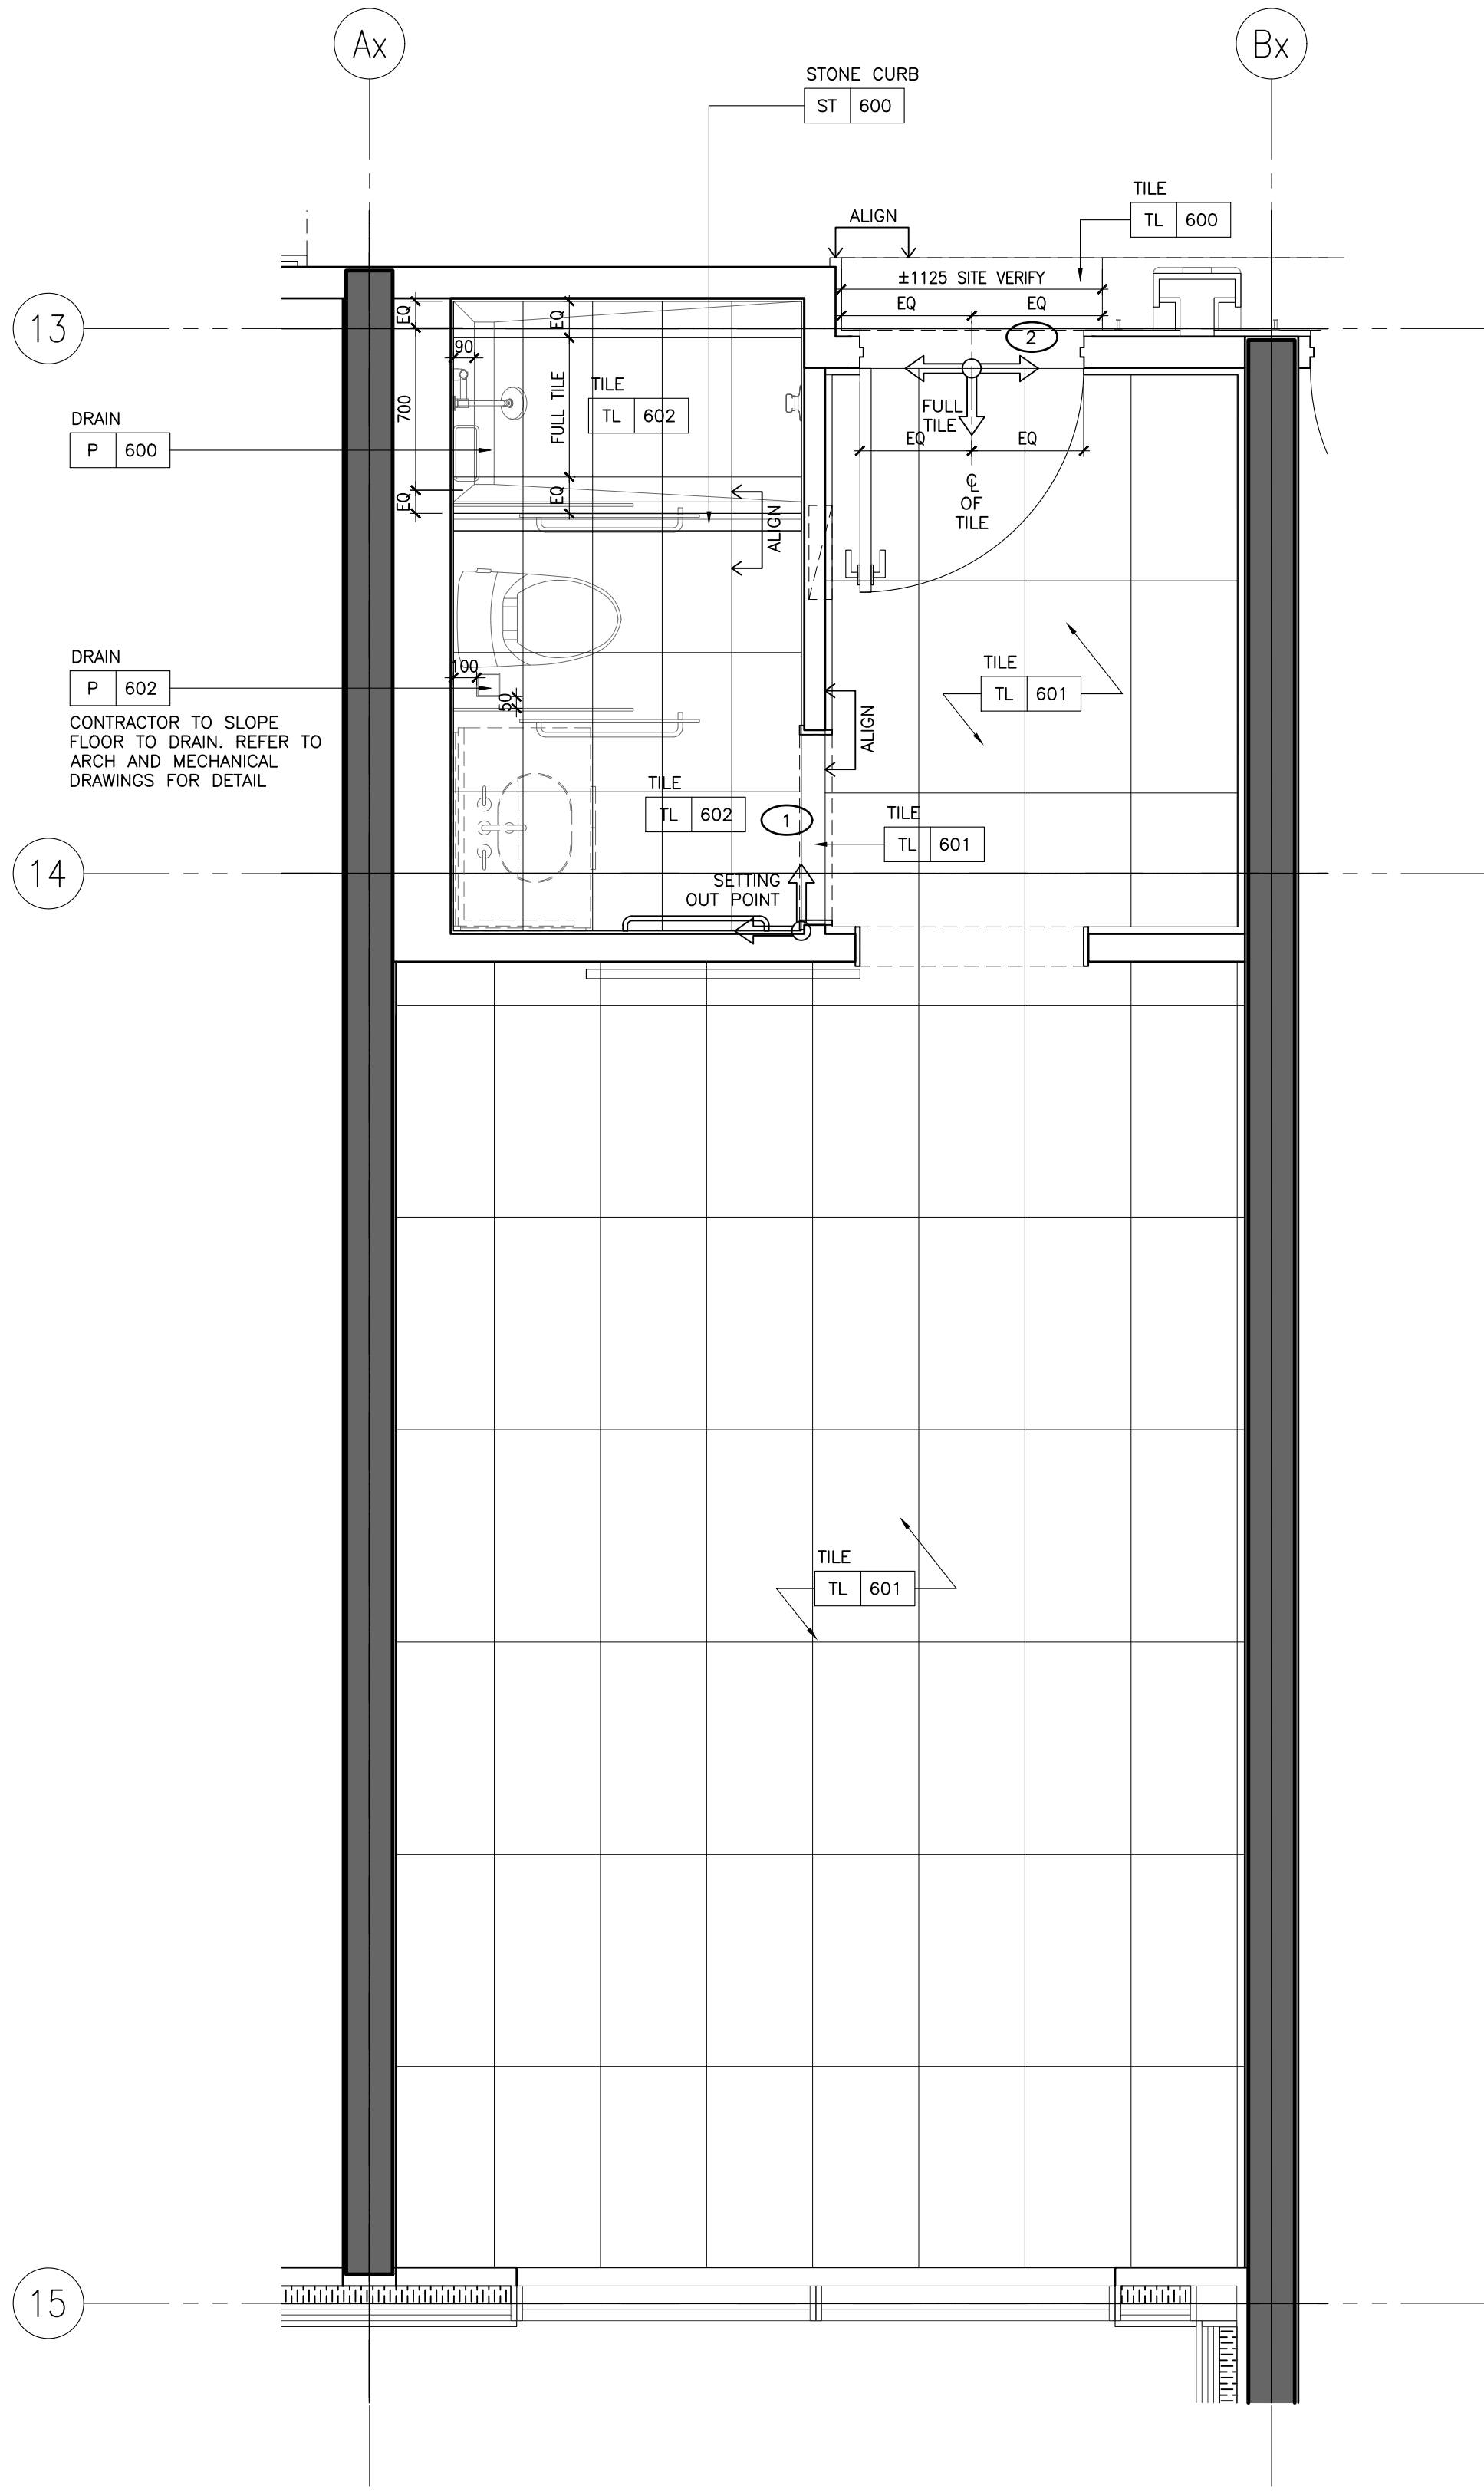 Ax
Bx
STONE CURB
ST 600
TILE
TL 600
ALIGN
±1125 SITE VERIFY
EQ
EQ
13
EQ
EQ
2
90
700
FULL TILE
TILE
TL 602
FULL
TILE
EQ
EQ
DRAIN
P 600
EQ
EQ
℄
OF
TILE
ALIGN
DRAIN
P 602
CONTRACTOR TO SLOPE
FLOOR TO DRAIN. REFER TO
ARCH AND MECHANICAL
DRAWINGS FOR DETAIL
100
50
TILE
TL 601
ALIGN
TILE
TL 602
1
TILE
TL 601
14
SETTING
OUT POINT
TILE
TL 601
15